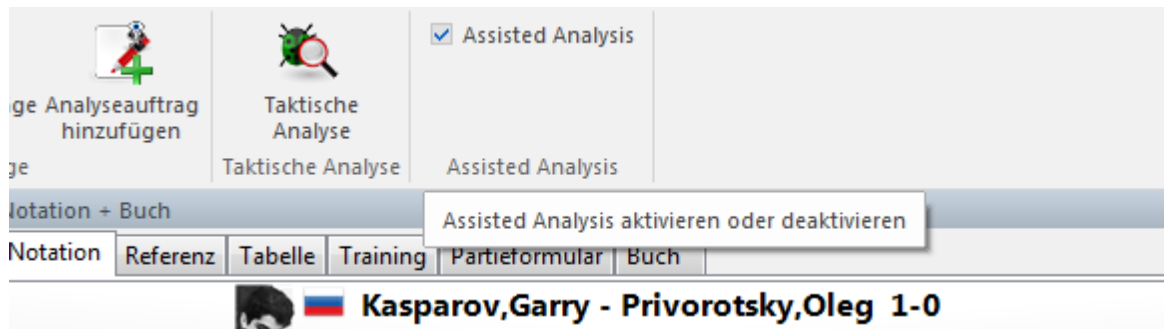 Assisted Analysis
ge Analyseauftrag
hinzufügen
Taktische
Analyse
ge
Taktische Analyse
Assisted Analysis
Notation + Buch
Assisted Analysis aktivieren oder deaktivieren
Notation Referenz Tabelle Training Partieformular Buch
Kasparov,Garry - Privorotsky,Oleg 1-0